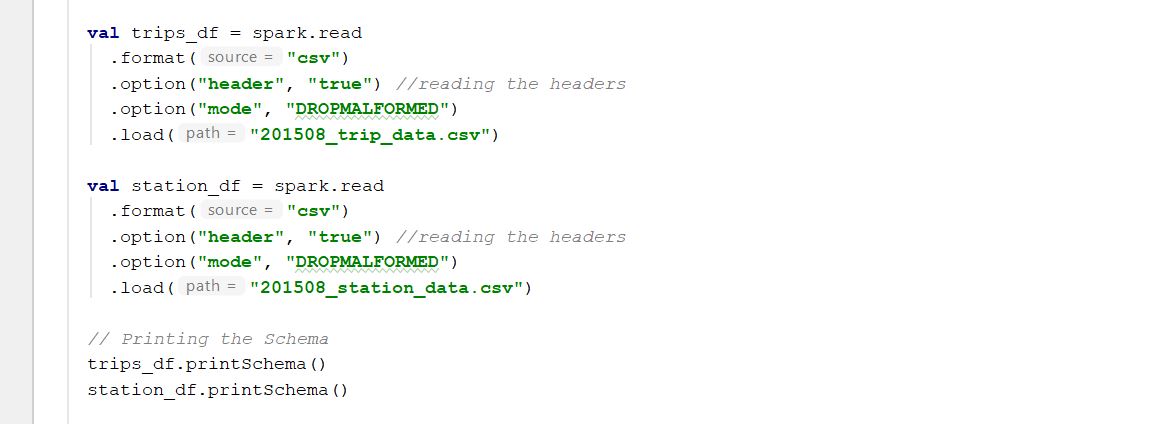 val trips_df = spark.read
.format( source = "csv")
.option("header", "true") //reading the headers
.option("mode", "DROPMALFORMED")
.load( path = "201508_trip_data.csv")
val station_df = spark.read
.format( source = "csv")
.option("header", "true") //reading the headers
.option("mode", "DROPMALFORMED")
.load( path = "201508_station_data.csv")
// Printing the Schema
trips_df.printSchema()
station_df.printSchema()